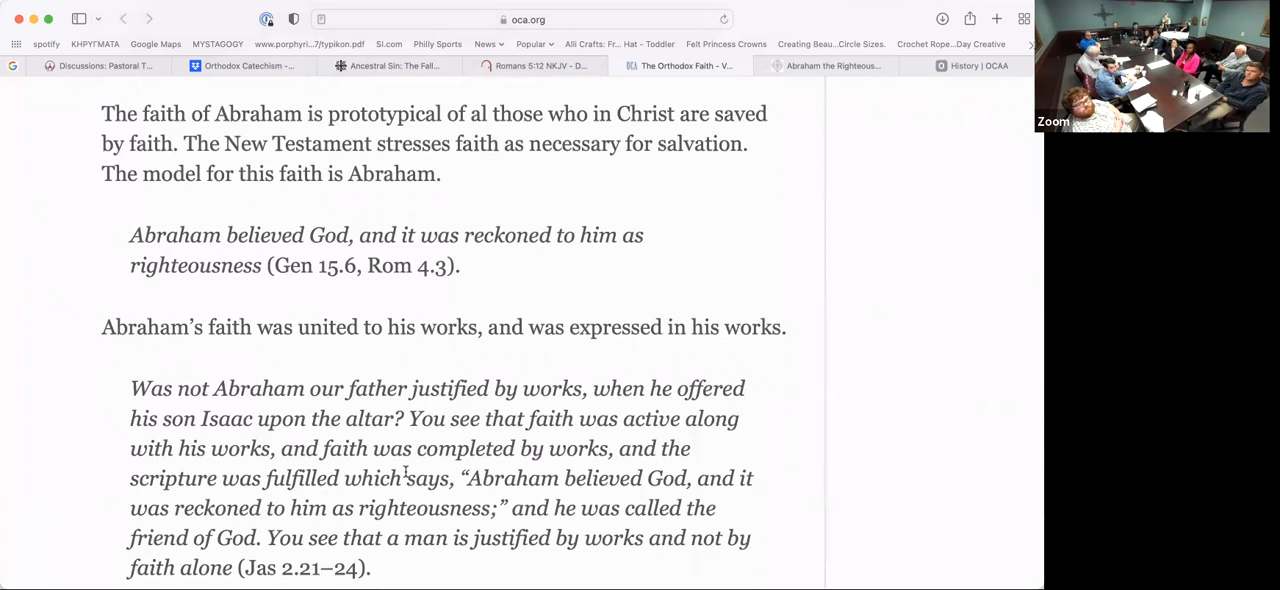 oca.org
spotify ΚΗΡΥΓΜΑΤΑ Google Maps MYSTAGOGY www.porphyri...7/typikon.pdf SI.com Philly Sports News Popular Alli Crafts: Fr... Hat - Toddler Felt Princess Crowns Creating Beau...Circle Sizes. Crochet Rope...Day Creative
Discussions: Pastoral T... Orthodox Catechism -... Ancestral Sin: The Fall... Romans 5:12 NKJV - D... The Orthodox Faith - V... Abraham the Righteous... History | OCAA
Zoom
The faith of Abraham is prototypical of al those who in Christ are saved
by faith. The New Testament stresses faith as necessary for salvation.
The model for this faith is Abraham.
Abraham believed God, and it was reckoned to him as
righteousness (Gen 15.6, Rom 4.3).
Abraham’s faith was united to his works, and was expressed in his works.
Was not Abraham our father justified by works, when he offered
his son Isaac upon the altar? You see that faith was active along
with his works, and faith was completed by works, and the
scripture was fulfilled which says, “Abraham believed God, and it
was reckoned to him as righteousness;” and he was called the
friend of God. You see that a man is justified by works and not by
faith alone (Jas 2.21–24).